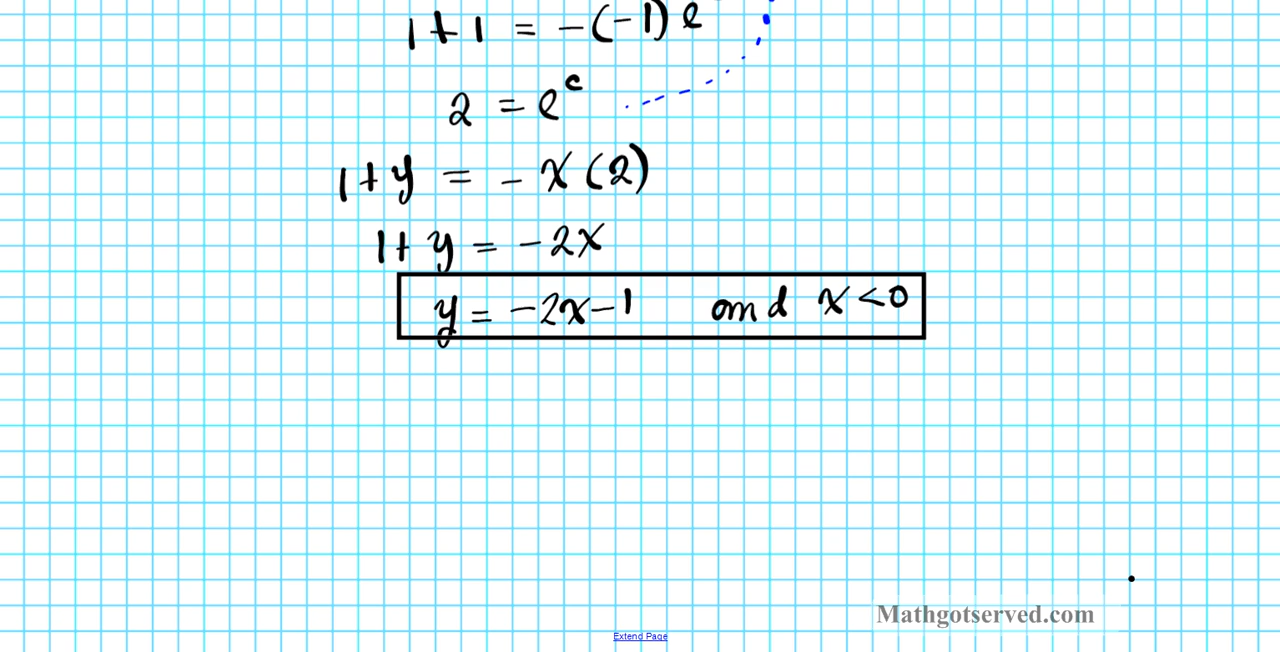 1 + 1 = -(-1) e
2 = e^c
1 + y = - x (2)
1 + y = -2x
y = -2x - 1 and x < 0
Mathgotserved.com
Extend Page